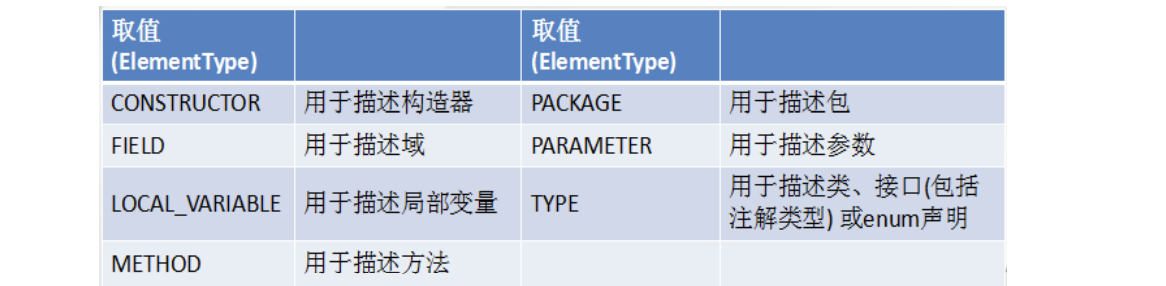 取值
(ElementType)
取值
(ElementType)
CONSTRUCTOR 用于描述构造器 PACKAGE 用于描述包
FIELD 用于描述域 PARAMETER 用于描述参数
LOCAL_VARIABLE 用于描述局部变量 TYPE 用于描述类、接口(包括
注解类型) 或enum声明
METHOD 用于描述方法